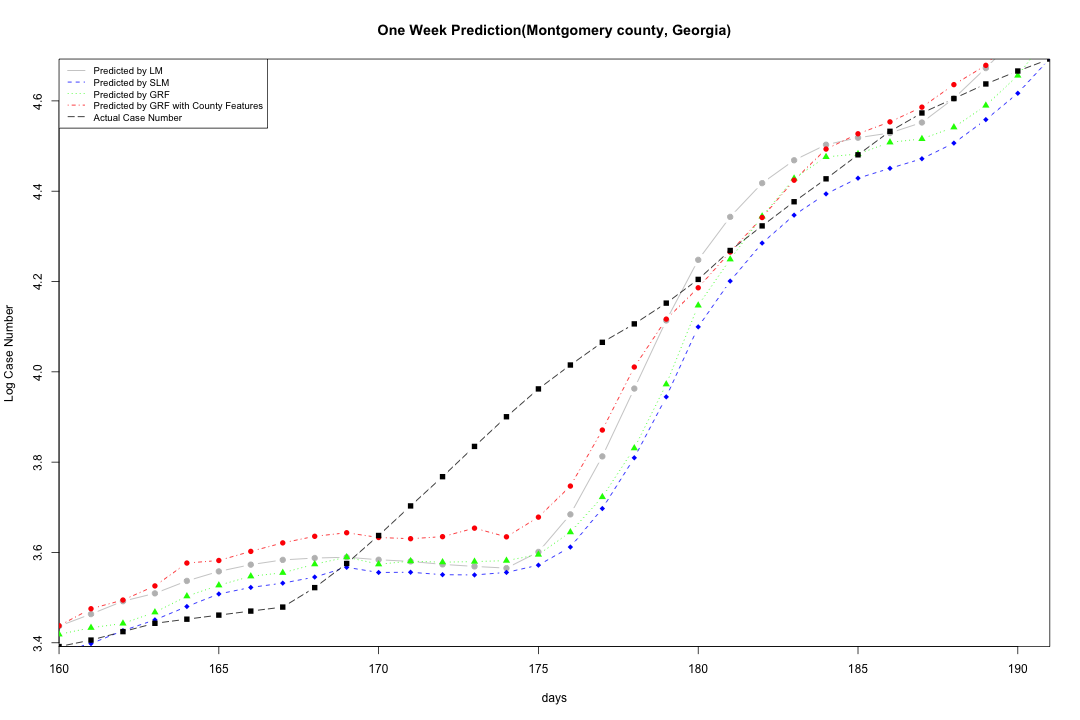 One Week Prediction(Montgomery county, Georgia)
Predicted by LM
Predicted by SLM
Predicted by GRF
Predicted by GRF with County Features
Actual Case Number
Log Case Number
4.6
4.4
4.2
4.0
3.8
3.6
3.4
160 165 170 175 180 185 190
days